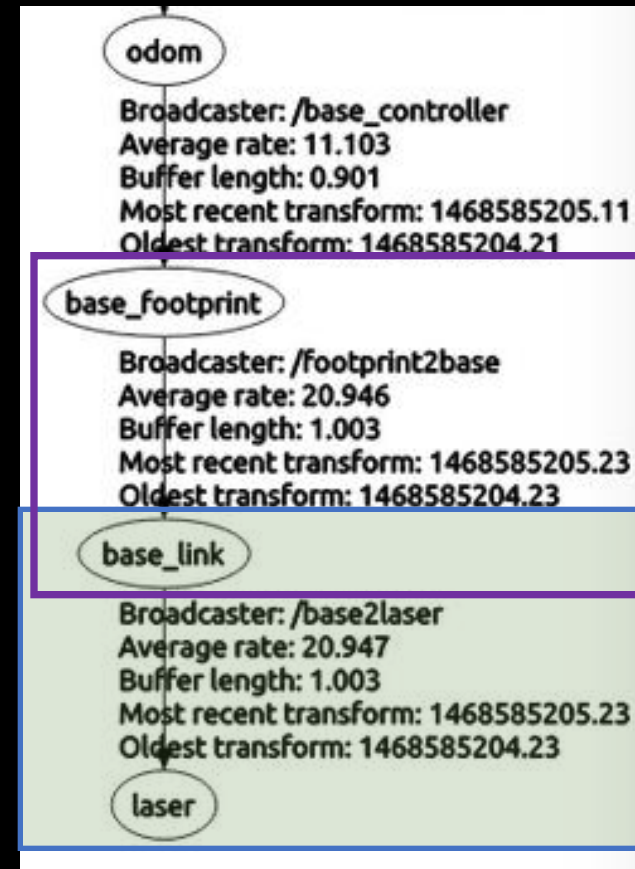 odom
Broadcaster: /base_controller
Average rate: 11.103
Buffer length: 0.901
Most recent transform: 1468585205.11
Oldest transform: 1468585204.21
base_footprint
Broadcaster: /footprint2base
Average rate: 20.946
Buffer length: 1.003
Most recent transform: 1468585205.23
Oldest transform: 1468585204.23
base_link
Broadcaster: /base2laser
Average rate: 20.947
Buffer length: 1.003
Most recent transform: 1468585205.23
Oldest transform: 1468585204.23
laser